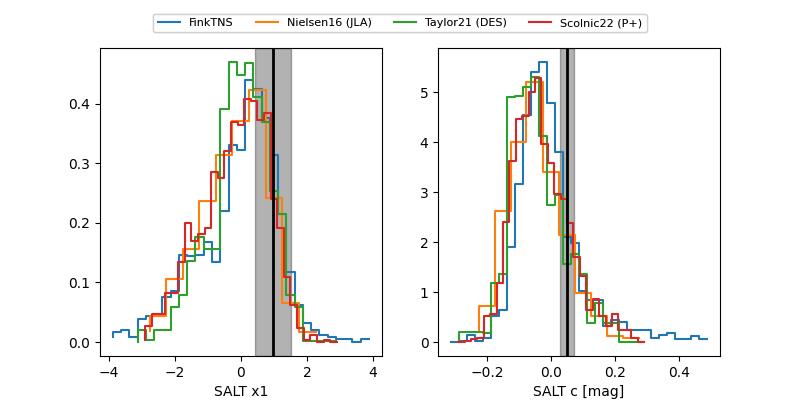 FinkTNS Nielsen16 (JLA) Taylor21 (DES) Scolnic22 (P+)
0.4
0.3
0.2
0.1
0.0
−4 −2 0 2 4
SALT x1
5
4
3
2
1
0
−0.2 0.0 0.2 0.4
SALT c [mag]